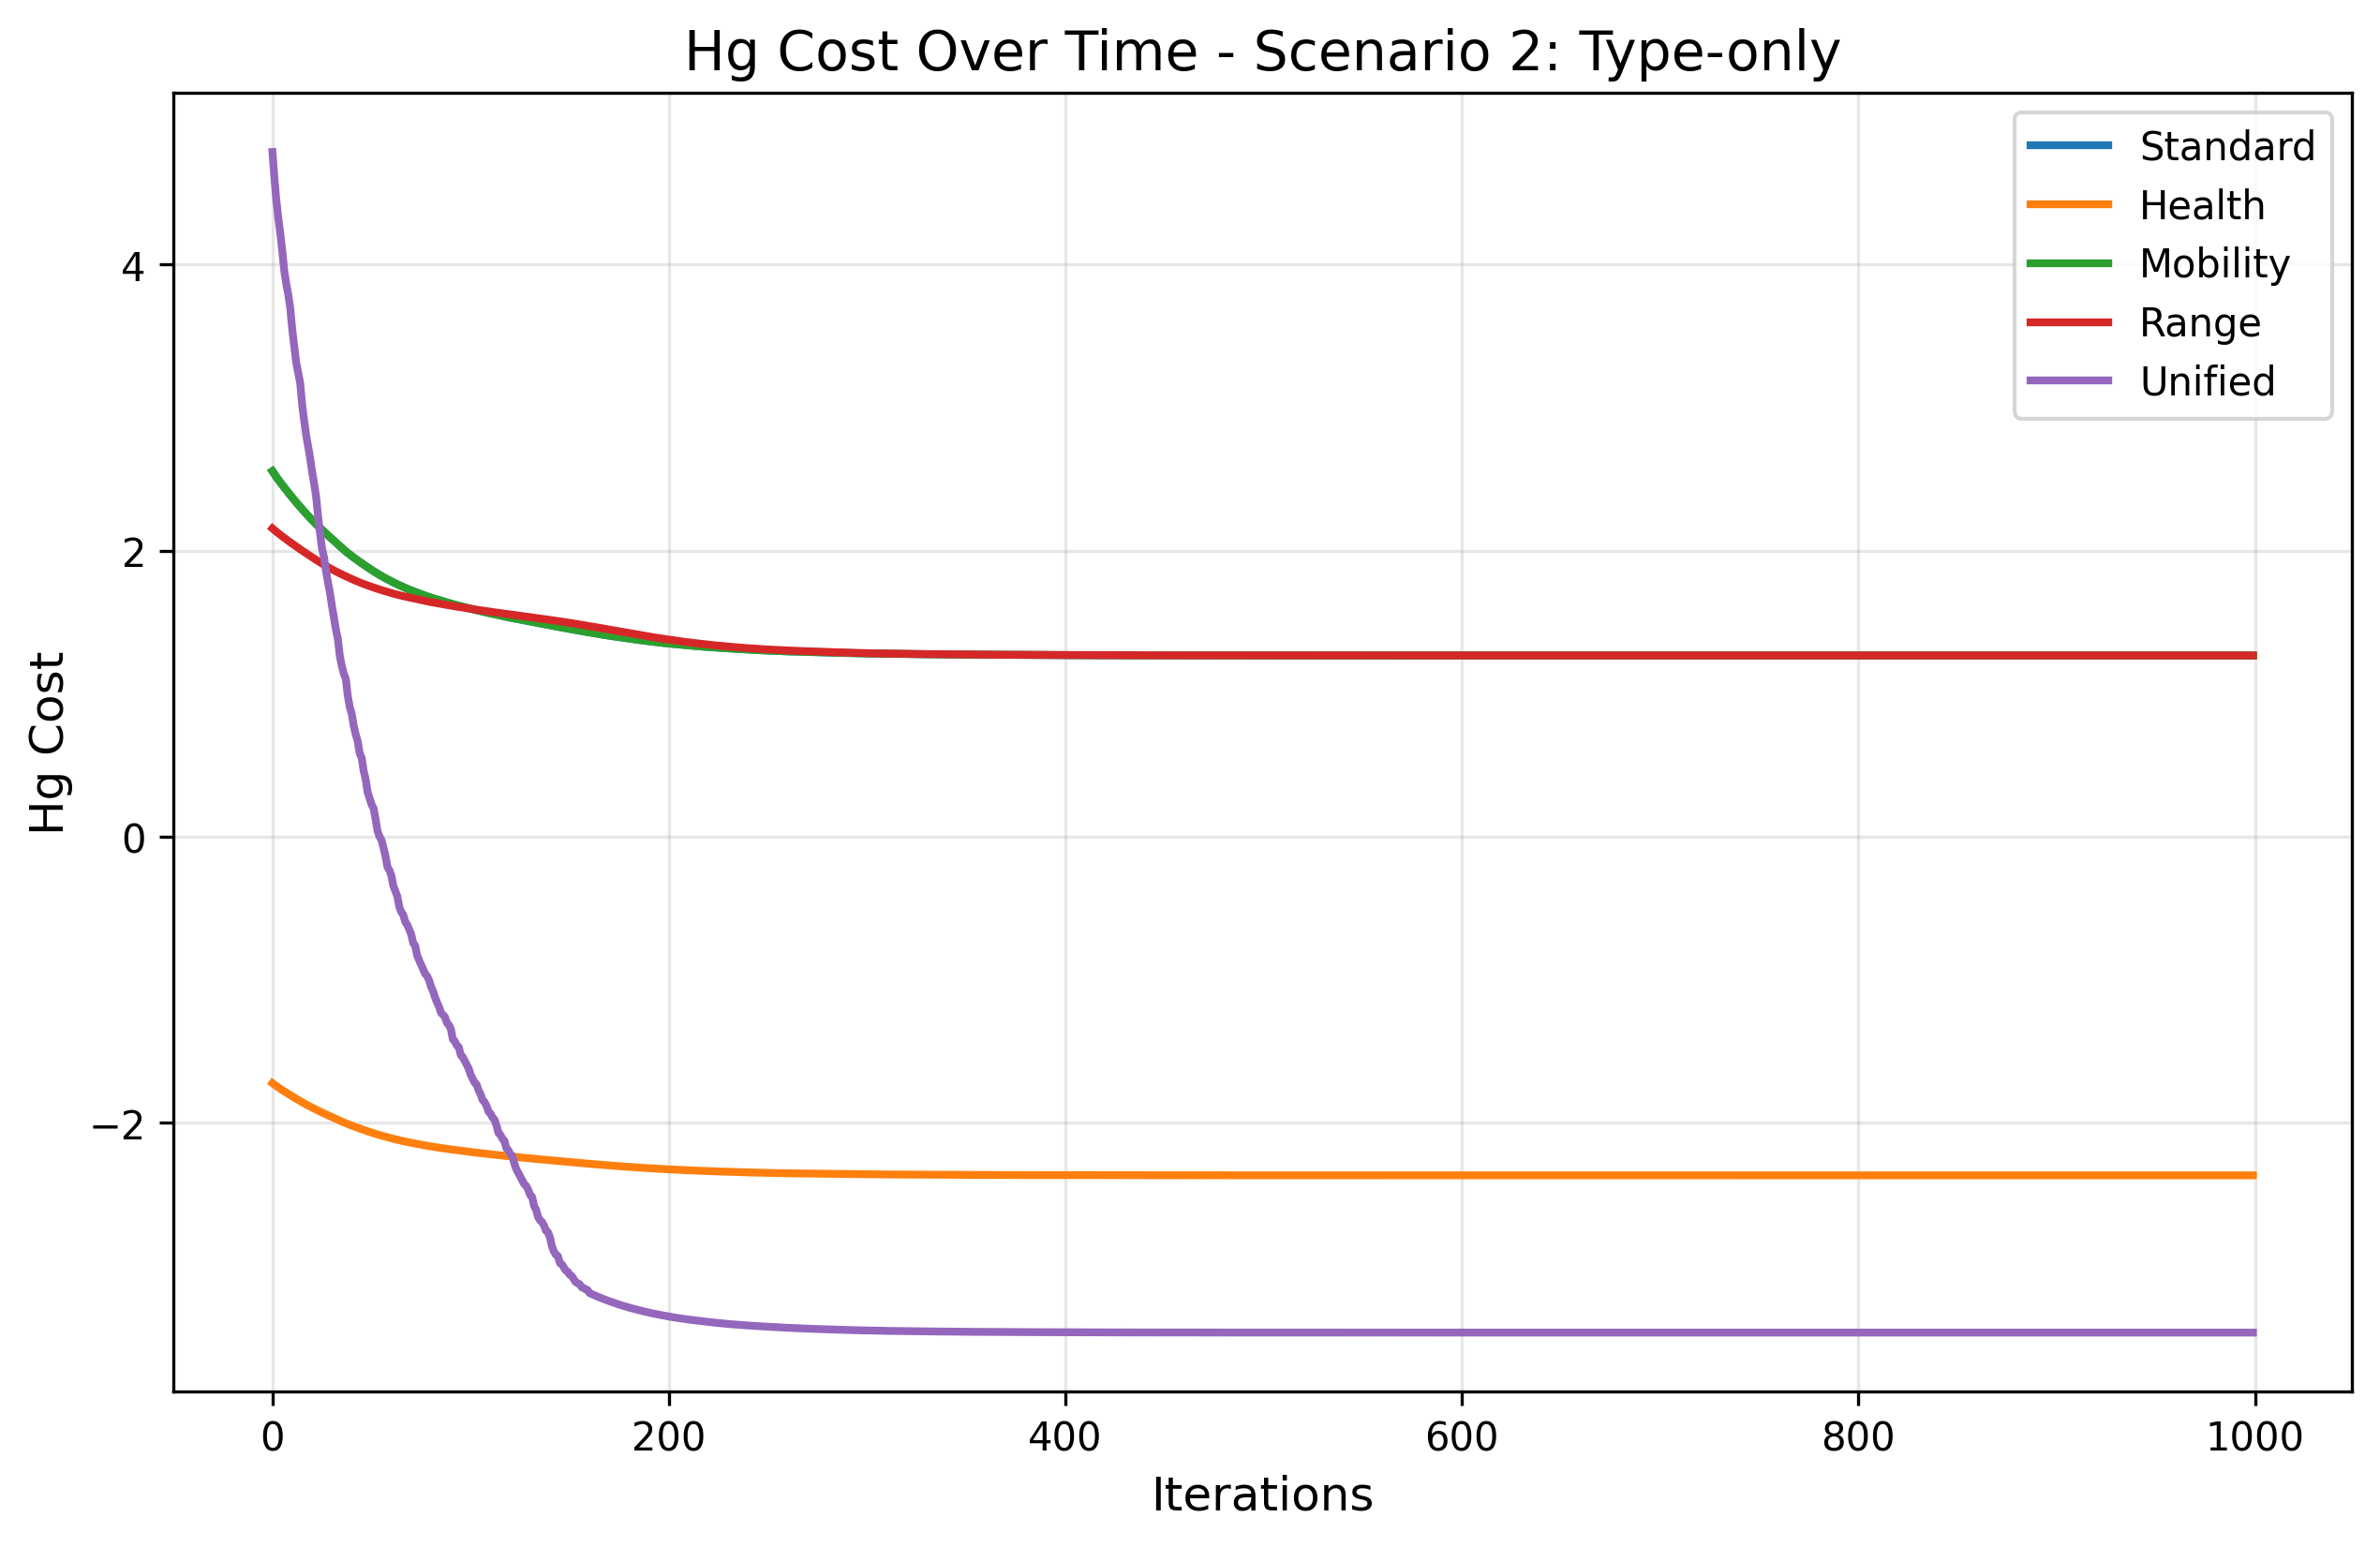 Hg Cost Over Time - Scenario 2: Type-only
Standard
Health
Mobility
Range
Unified
4
2
0
−2
Hg Cost
0 200 400 600 800 1000
Iterations